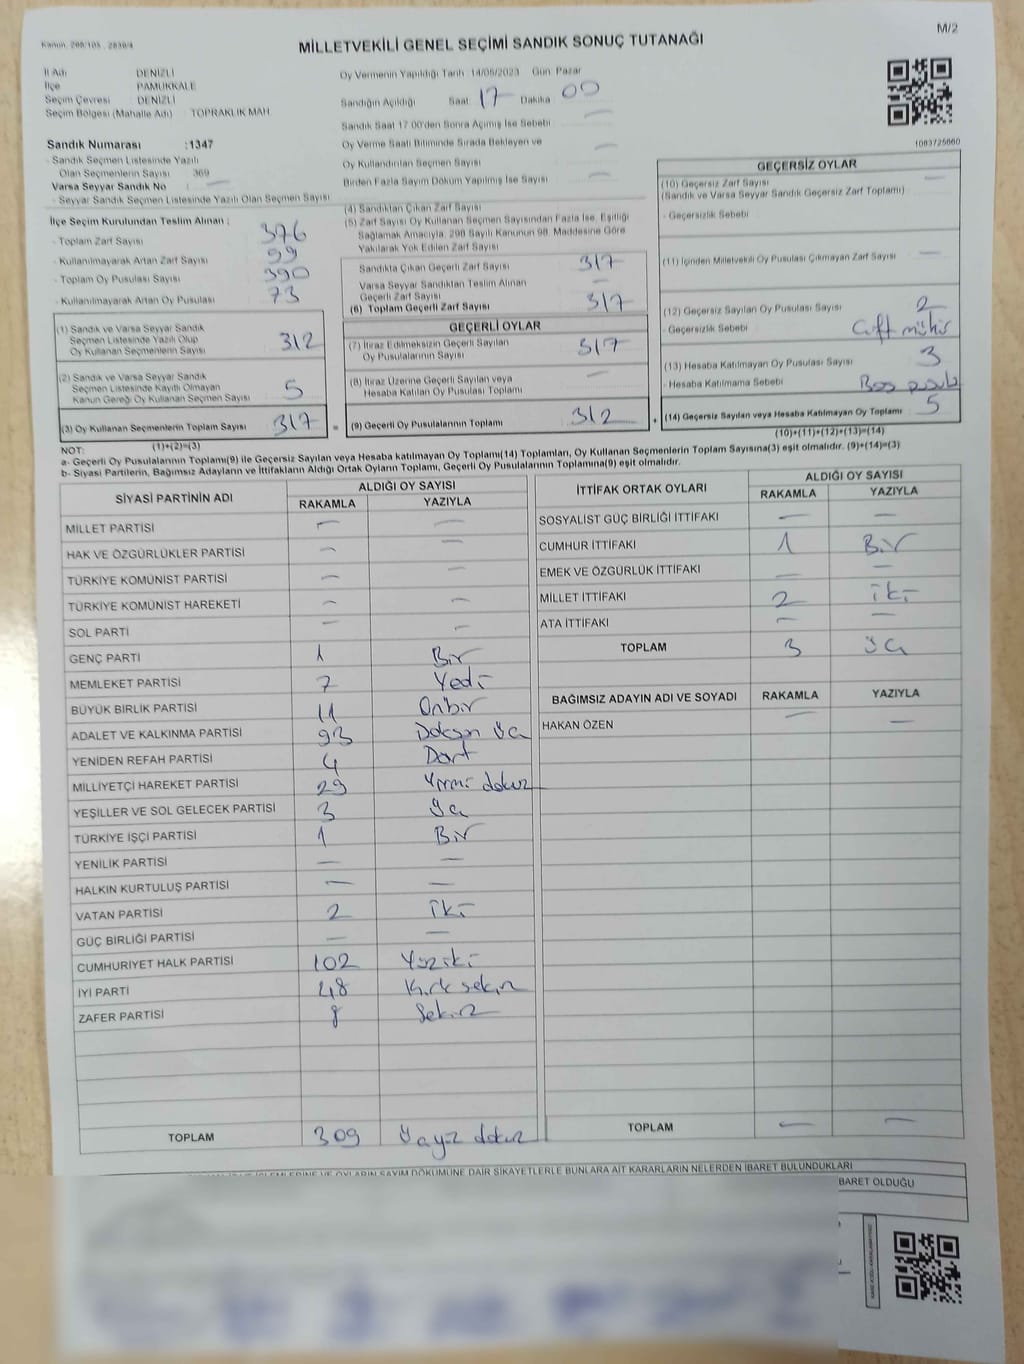 M/2
Kanun: 298/105 - 2839/4
MİLLETVEKİLİ GENEL SEÇİMİ SANDIK SONUÇ TUTANAĞI
İl Adı DENİZLİ
İlçe PAMUKKALE
Seçim Çevresi DENİZLİ
Seçim Bölgesi (Mahalle Adı) TOPRAKLIK MAH
Sandık Numarası :1347
- Sandık Seçmen Listesinde Yazılı
Olan Seçmenlerin Sayısı 369
Varsa Seyyar Sandık No : —
- Seyyar Sandık Seçmen Listesinde Yazılı Olan Seçmen Sayısı
Oy Vermenin Yapıldığı Tarih :14/05/2023 Gün: Pazar
Sandığın Açıldığı Saat 17 Dakika 00
Sandık Saat 17:00'den Sonra Açılmış İse Sebebi —
Oy Verme Saati Bitiminde Sırada Bekleyen ve
Oy Kullandırılan Seçmen Sayısı —
Birden Fazla Sayım Döküm Yapılmış İse Sayısı —
1083725660
İlçe Seçim Kurulundan Teslim Alınan :
- Toplam Zarf Sayısı 376
- Kullanılmayarak Artan Zarf Sayısı 99
- Toplam Oy Pusulası Sayısı 390
- Kullanılmayarak Artan Oy Pusulası 73
(1) Sandık ve Varsa Seyyar Sandık
Seçmen Listesinde Yazılı Olup
Oy Kullanan Seçmenlerin Sayısı 312
(2) Sandık ve Varsa Seyyar Sandık
Seçmen Listesinde Kayıtlı Olmayan
Kanun Gereği Oy Kullanan Seçmen Sayısı 5
(3) Oy Kullanan Seçmenlerin Toplam Sayısı 317
(1)+(2)=(3)
(4) Sandıktan Çıkan Zarf Sayısı
(5) Zarf Sayısı Oy Kullanan Seçmen Sayısından Fazla İse, Eşitliği
Sağlamak Amacıyla, 298 Sayılı Kanunun 98. Maddesine Göre
Yakılarak Yok Edilen Zarf Sayısı
Sandıkta Çıkan Geçerli Zarf Sayısı 317
Varsa Seyyar Sandıktan Teslim Alınan
Geçerli Zarf Sayısı —
(6) Toplam Geçerli Zarf Sayısı 317
GEÇERLİ OYLAR
(7) İtiraz Edilmeksizin Geçerli Sayılan
Oy Pusulalarının Sayısı 317
(8) İtiraz Üzerine Geçerli Sayılan veya
Hesaba Katılan Oy Pusulası Toplamı —
= (9) Geçerli Oy Pusulalarının Toplamı 312 +
GEÇERSİZ OYLAR
(10) Geçersiz Zarf Sayısı —
(Sandık ve Varsa Seyyar Sandık Geçersiz Zarf Toplamı)
- Geçersizlik Sebebi
(11) İçinden Milletvekili Oy Pusulası Çıkmayan Zarf Sayısı —
(12) Geçersiz Sayılan Oy Pusulası Sayısı 2
- Geçersizlik Sebebi Çift mühür
(13) Hesaba Katılmayan Oy Pusulası Sayısı 3
- Hesaba Katılmama Sebebi Boş pusula
(14) Geçersiz Sayılan veya Hesaba Katılmayan Oy Toplamı 5
(10)+(11)+(12)+(13)=(14)
NOT:
a- Geçerli Oy Pusulalarının Toplamı(9) ile Geçersiz Sayılan veya Hesaba katılmayan Oy Toplamı(14) Toplamları, Oy Kullanan Seçmenlerin Toplam Sayısına(3) eşit olmalıdır. (9)+(14)=(3)
b- Siyasi Partilerin, Bağımsız Adayların ve İttifakların Aldığı Ortak Oyların Toplamı, Geçerli Oy Pusulalarının Toplamına(9) eşit olmalıdır.
SİYASİ PARTİNİN ADI ALDIĞI OY SAYISI
RAKAMLA YAZIYLA
MİLLET PARTİSİ — —
HAK VE ÖZGÜRLÜKLER PARTİSİ — —
TÜRKİYE KOMÜNİST PARTİSİ — —
TÜRKİYE KOMÜNİST HAREKETİ — —
SOL PARTİ — —
GENÇ PARTİ 1 Bir
MEMLEKET PARTİSİ 7 Yedi
BÜYÜK BİRLİK PARTİSİ 11 Onbir
ADALET VE KALKINMA PARTİSİ 93 Doksan üç
YENİDEN REFAH PARTİSİ 4 Dört
MİLLİYETÇİ HAREKET PARTİSİ 29 Yirmi dokuz
YEŞİLLER VE SOL GELECEK PARTİSİ 3 Üç
TÜRKİYE İŞÇİ PARTİSİ 1 Bir
YENİLİK PARTİSİ — —
HALKIN KURTULUŞ PARTİSİ — —
VATAN PARTİSİ 2 İki
GÜÇ BİRLİĞİ PARTİSİ — —
CUMHURİYET HALK PARTİSİ 102 Yüziki
İYİ PARTİ 48 Kırk sekiz
ZAFER PARTİSİ 8 Sekiz
TOPLAM 309 Üçyüz dokuz
İTTİFAK ORTAK OYLARI ALDIĞI OY SAYISI
RAKAMLA YAZIYLA
SOSYALİST GÜÇ BİRLİĞİ İTTİFAKI — —
CUMHUR İTTİFAKI 1 Bir
EMEK VE ÖZGÜRLÜK İTTİFAKI — —
MİLLET İTTİFAKI 2 İki
ATA İTTİFAKI — —
TOPLAM 3 Üç
BAĞIMSIZ ADAYIN ADI VE SOYADI RAKAMLA YAZIYLA
HAKAN ÖZEN — —
TOPLAM — —
İŞLEMLERİNE VE OYLARIN SAYIM DÖKÜMÜNE DAİR ŞİKAYETLERLE BUNLARA AİT KARARLARIN NELERDEN İBARET BULUNDUKLARI
İBARET OLDUĞU